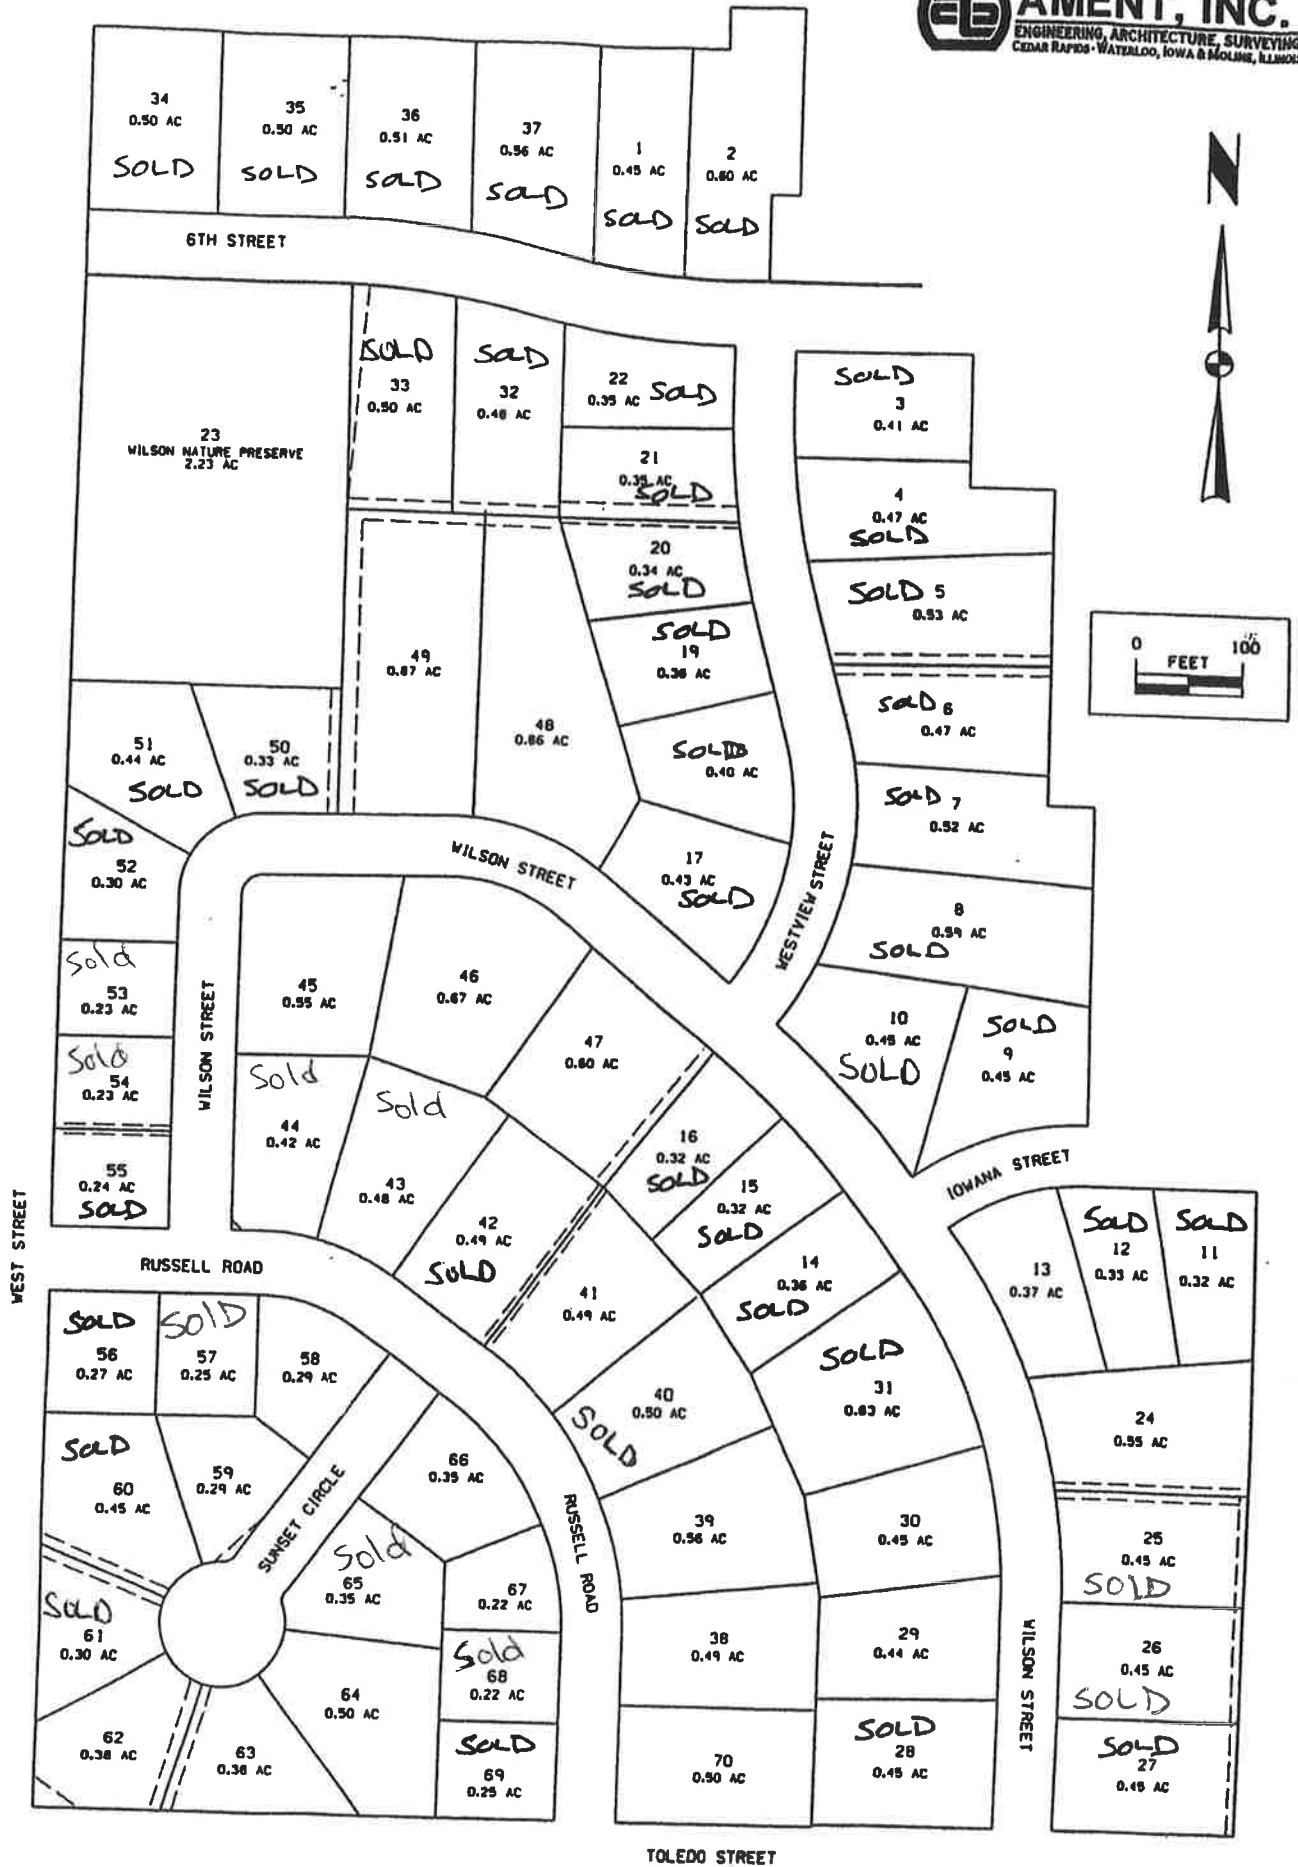 AMENT, INC.
ENGINEERING, ARCHITECTURE, SURVEYING
CEDAR RAPIDS · WATERLOO, IOWA & MOLINE, ILLINOIS
N
34
0.50 AC
SOLD
35
0.50 AC
SOLD
36
0.51 AC
SOLD
37
0.56 AC
SOLD
1
0.45 AC
SOLD
2
0.60 AC
SOLD
6TH STREET
23
WILSON NATURE PRESERVE
2.23 AC
SOLD
33
0.50 AC
SOLD
32
0.48 AC
22
0.35 AC SOLD
21
0.35 AC
SOLD
SOLD
3
0.41 AC
4
0.47 AC
SOLD
20
0.34 AC
SOLD
SOLD 5
0.53 AC
SOLD
19
0.36 AC
0 100
FEET
49
0.67 AC
48
0.66 AC
SOLD 6
0.47 AC
SOLD
0.40 AC
51
0.44 AC
SOLD
50
0.33 AC
SOLD
SOLD 7
0.52 AC
SOLD
52
0.30 AC
WILSON STREET
17
0.43 AC
SOLD
WESTVIEW STREET
8
0.59 AC
SOLD
Sold
53
0.23 AC
WILSON STREET
45
0.55 AC
46
0.67 AC
47
0.60 AC
10
0.45 AC
SOLD
SOLD
9
0.45 AC
Sold
54
0.23 AC
Sold
44
0.42 AC
Sold
43
0.48 AC
16
0.32 AC
SOLD
15
0.32 AC
SOLD
IOWANA STREET
55
0.24 AC
SOLD
42
0.49 AC
SOLD
14
0.36 AC
SOLD
13
0.37 AC
SOLD
12
0.33 AC
SOLD
11
0.32 AC
WEST STREET
RUSSELL ROAD
41
0.49 AC
SOLD
56
0.27 AC
SOLD
57
0.25 AC
58
0.29 AC
SOLD
31
0.63 AC
40
0.50 AC
SOLD
24
0.55 AC
SOLD
60
0.45 AC
59
0.29 AC
SUNSET CIRCLE
66
0.35 AC
RUSSELL ROAD
39
0.56 AC
30
0.45 AC
25
0.45 AC
SOLD
Sold
65
0.35 AC
67
0.22 AC
SOLD
61
0.30 AC
38
0.49 AC
29
0.44 AC
WILSON STREET
26
0.45 AC
SOLD
Sold
68
0.22 AC
64
0.50 AC
62
0.38 AC
63
0.38 AC
SOLD
69
0.25 AC
70
0.50 AC
SOLD
28
0.45 AC
SOLD
27
0.45 AC
TOLEDO STREET